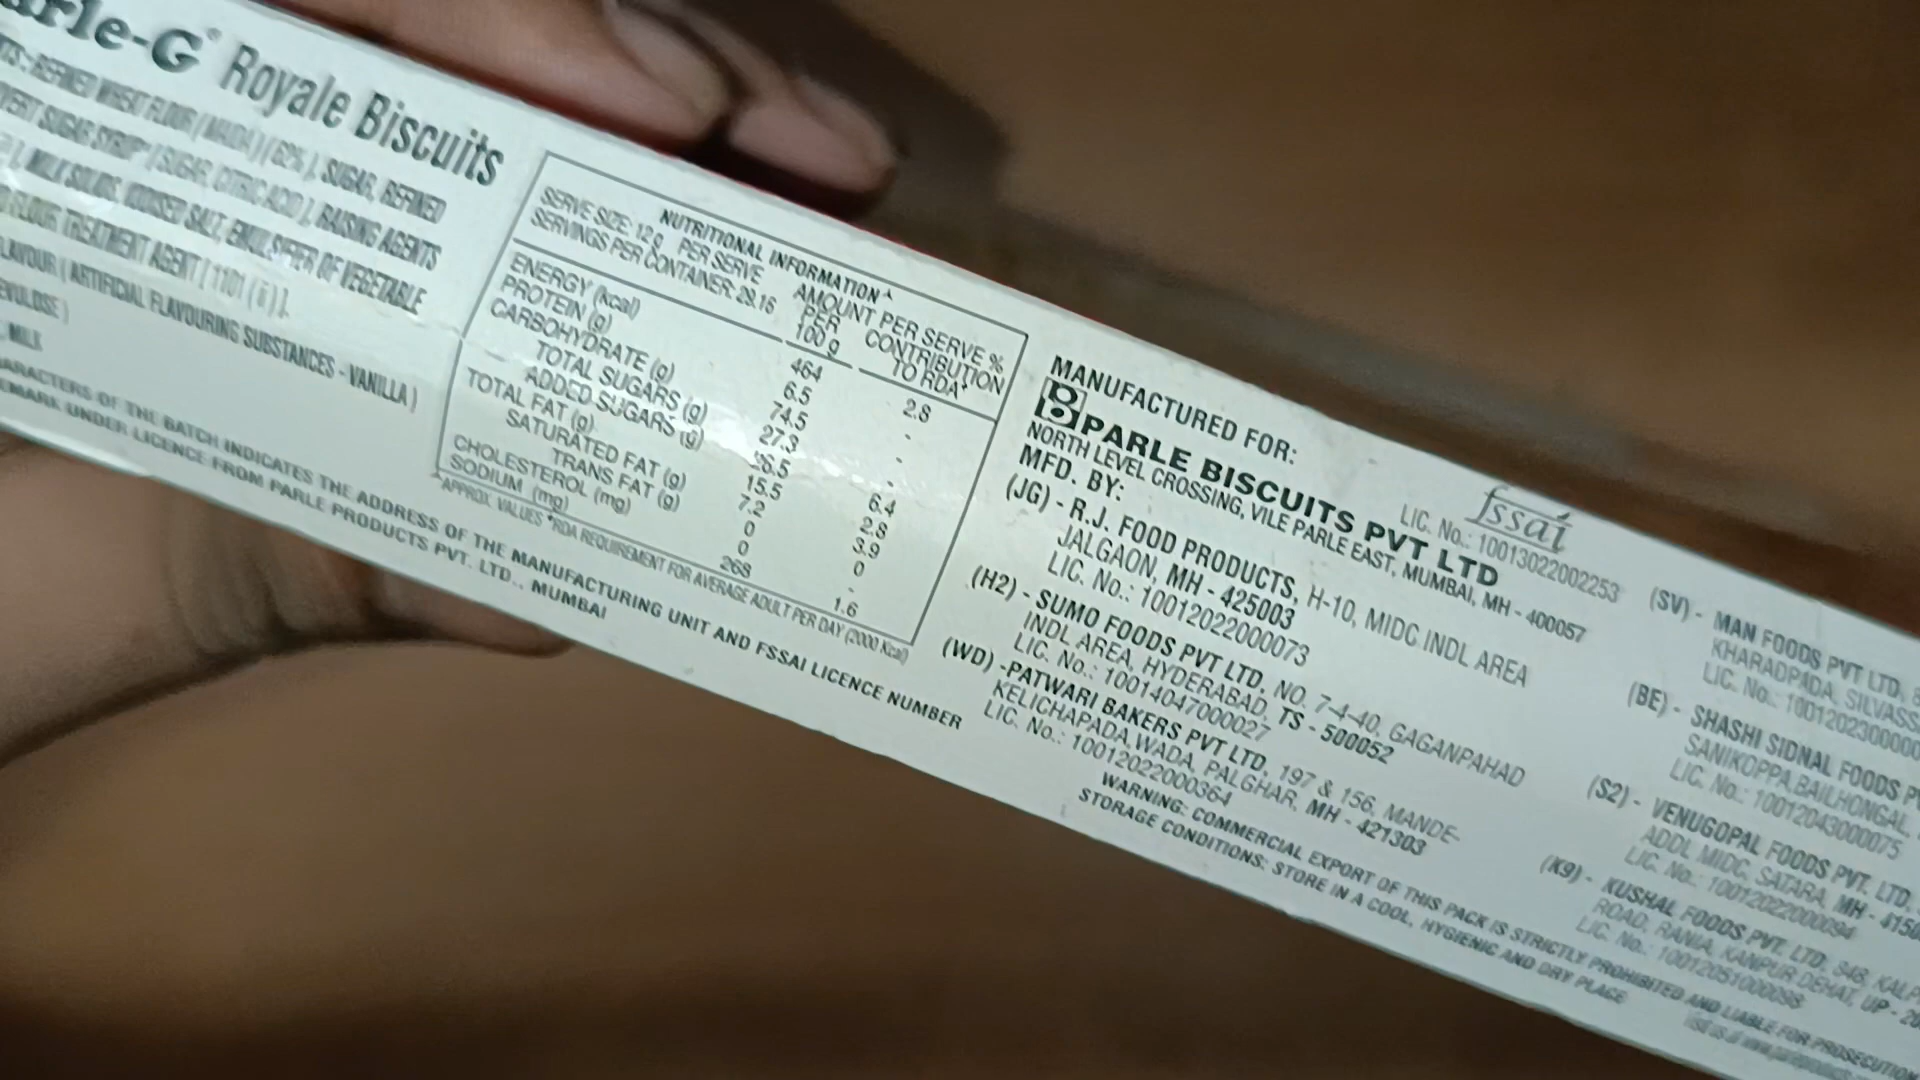 rle-G® Royale Biscuits
REFINED WHEAT FLOUR (MAIDA) (62%), SUGAR, REFINED
SUGAR SYRUP [SUGAR, CITRIC ACID], RAISING AGENTS
], MILK SOLIDS, IODISED SALT, EMULSIFIER OF VEGETABLE
FLOUR TREATMENT AGENT [1101 (ii)].
FLAVOUR (ARTIFICIAL FLAVOURING SUBSTANCES - VANILLA)
MILK
OF THE BATCH INDICATES THE ADDRESS OF THE MANUFACTURING UNIT AND FSSAI LICENCE NUMBER
UNDER LICENCE FROM PARLE PRODUCTS PVT. LTD., MUMBAI
NUTRITIONAL INFORMATION^
SERVE SIZE: 12g PER SERVE
SERVINGS PER CONTAINER: 29.16
AMOUNT PER 100 g
PER SERVE % CONTRIBUTION TO RDA*
ENERGY (kcal) 464 2.8
PROTEIN (g) 6.5 -
CARBOHYDRATE (g) 74.5 -
TOTAL SUGARS (g) 27.3 -
ADDED SUGARS (g) 6.4
TOTAL FAT (g) 15.5 2.8
SATURATED FAT (g) 7.2 3.9
TRANS FAT (g) 0 0
CHOLESTEROL (mg) 0 -
SODIUM (mg) 268 1.6
^APPROX. VALUES *RDA REQUIREMENT FOR AVERAGE ADULT PER DAY (2000 Kcal)
MANUFACTURED FOR:
PARLE BISCUITS PVT LTD
NORTH LEVEL CROSSING, VILE PARLE EAST, MUMBAI, MH - 400057
fssai
LIC. No.: 10013022002253
MFD. BY:
(JG) - R.J. FOOD PRODUCTS, H-10, MIDC INDL AREA
JALGAON, MH - 425003
LIC. No.: 10012022000073
(H2) - SUMO FOODS PVT LTD, NO. 7-4-40, GAGANPAHAD
INDL AREA, HYDERABAD, TS - 500052
LIC. No.: 10014047000027
(WD) -PATWARI BAKERS PVT LTD, 197 & 156, MANDE-
KELICHAPADA, WADA, PALGHAR, MH - 421303
LIC. No.: 10012022000364
(SV) - MAN FOODS PVT LTD,
KHARADPADA, SILVASS
LIC. No.: 100120230000
(BE) - SHASHI SIDNAL FOODS P
SANIKOPPA, BAILHONGAL,
LIC. No.: 10012043000075
(S2) - VENUGOPAL FOODS PVT. LTD.
ADDL MIDC, SATARA, MH - 4150
LIC. No.: 10012022000094
(K9) - KUSHAL FOODS PVT. LTD. 348, KALP
ROAD, RANIA, KANPUR DEHAT, UP - 20
LIC. No.: 10012051000098
WARNING: COMMERCIAL EXPORT OF THIS PACK IS STRICTLY PROHIBITED AND LIABLE FOR PROSECUTION
STORAGE CONDITIONS: STORE IN A COOL, HYGIENIC AND DRY PLACE